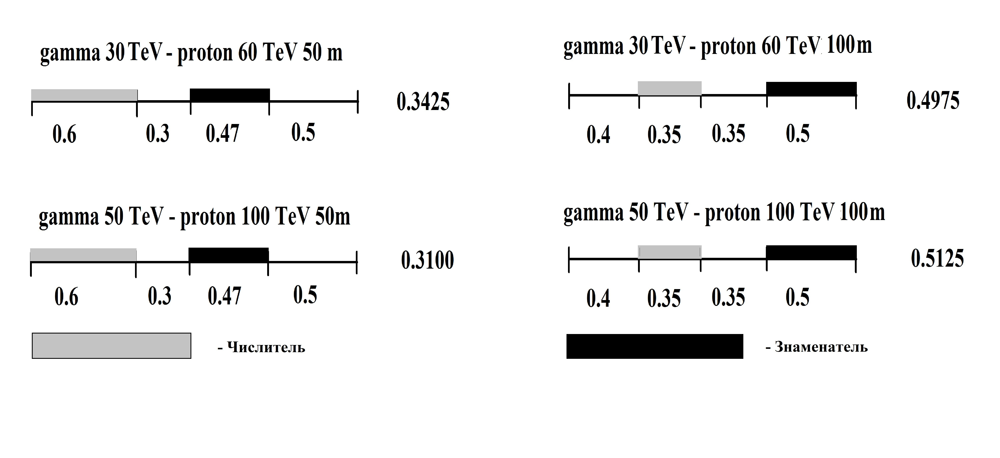 gamma 30 TeV - proton 60 TeV 50 m
0.3425
0.6 0.3 0.47 0.5
gamma 30 TeV - proton 60 TeV 100 m
0.4975
0.4 0.35 0.35 0.5
gamma 50 TeV - proton 100 TeV 50m
0.3100
0.6 0.3 0.47 0.5
gamma 50 TeV - proton 100 TeV 100 m
0.5125
0.4 0.35 0.35 0.5
- Числитель
- Знаменатель